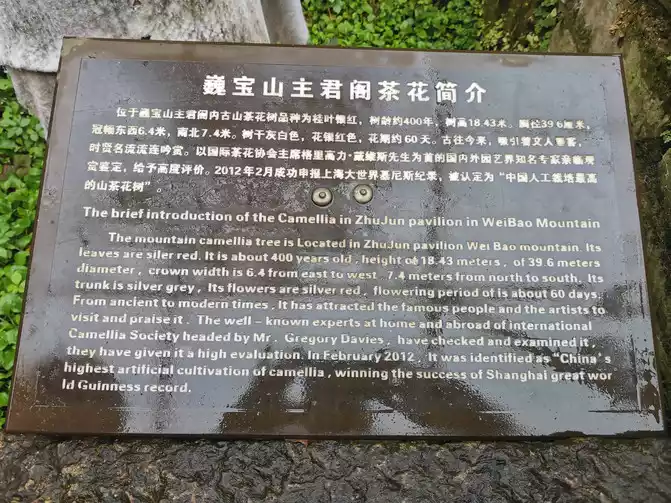 巍宝山主君阁茶花简介
位于巍宝山主君阁内古山茶花树品种为桂叶银红，树龄约400年，树高18.43米。胸径39.6厘米，
冠幅东西6.4米，南北7.4米。树干灰白色，花银红色，花期约60天。古往今来，吸引着文人墨客，
时贤名流流连吟赏。以国际茶花协会主席格里高力·戴维斯先生为首的国内外园艺界知名专家亲临观
赏鉴定，给予高度评价。2012年2月成功申报上海大世界基尼斯纪录，被认定为“中国人工栽培最高
的山茶花树”。
The brief introduction of the Camellia in ZhuJun pavilion in WeiBao Mountain
The mountain camellia tree is Located in ZhuJun pavilion Wei Bao mountain. Its
leaves are siler red. It is about 400 years old , height of 18.43 meters , of 39.6 meters
diameter , crown width is 6.4 from east to west , 7.4 meters from north to south , Its
trunk is silver grey , Its flowers are silver red , flowering period of is about 60 days.
From ancient to modern times , It has attracted the famous people and the artists to
visit and praise it , The well - known experts at home and abroad of international
Camellia Society headed by Mr , Gregory Davies , have checked and examined it ,
they have given it a high evaluation. In February 2012 , It was identified as "China's
highest artificial cultivation of camellia , winning the success of Shanghai great wor
ld Guinness record.